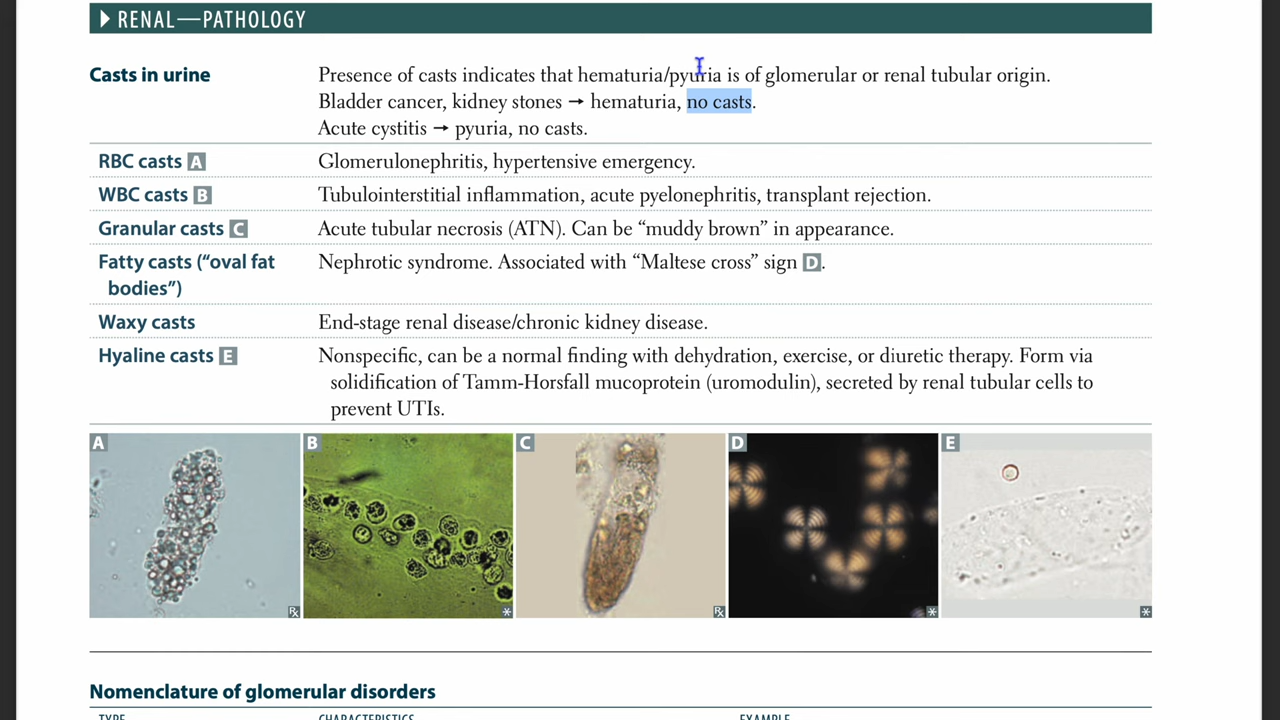 RENAL—PATHOLOGY
Casts in urine
Presence of casts indicates that hematuria/pyuria is of glomerular or renal tubular origin.
Bladder cancer, kidney stones → hematuria, no casts.
Acute cystitis → pyuria, no casts.
RBC casts A
Glomerulonephritis, hypertensive emergency.
WBC casts B
Tubulointerstitial inflammation, acute pyelonephritis, transplant rejection.
Granular casts C
Acute tubular necrosis (ATN). Can be “muddy brown” in appearance.
Fatty casts (“oval fat
bodies”)
Nephrotic syndrome. Associated with “Maltese cross” sign D.
Waxy casts
End-stage renal disease/chronic kidney disease.
Hyaline casts E
Nonspecific, can be a normal finding with dehydration, exercise, or diuretic therapy. Form via
solidification of Tamm-Horsfall mucoprotein (uromodulin), secreted by renal tubular cells to
prevent UTIs.
A B C D E
℞ * ℞ * *
Nomenclature of glomerular disorders
TYPE CHARACTERISTICS EXAMPLE